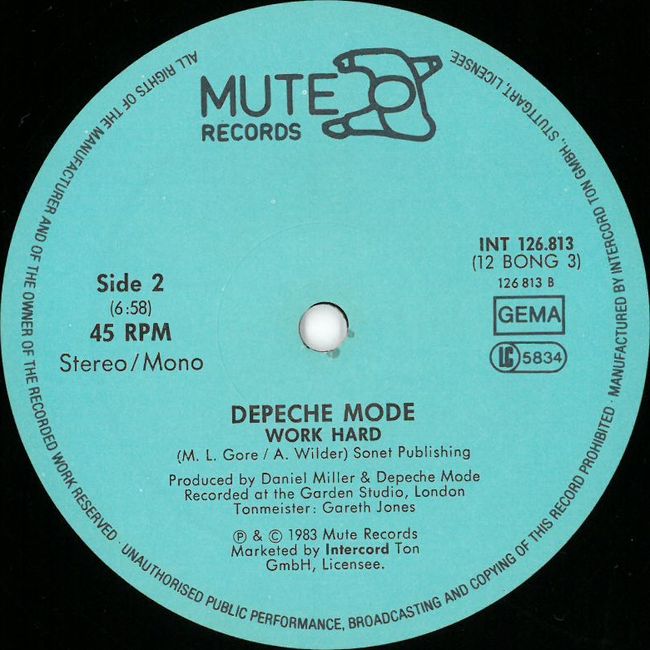 MUTE
RECORDS
INT 126.813
(12 BONG 3)
126 813 B
GEMA
LC 5834
Side 2
(6:58)
45 RPM
Stereo/Mono
DEPECHE MODE
WORK HARD
(M. L. Gore / A. Wilder) Sonet Publishing
Produced by Daniel Miller & Depeche Mode
Recorded at the Garden Studio, London
Tonmeister: Gareth Jones
℗ & © 1983 Mute Records
Marketed by Intercord Ton
GmbH, Licensee.
ALL RIGHTS OF THE MANUFACTURER AND OF THE OWNER OF THE RECORDED WORK RESERVED · UNAUTHORISED PUBLIC PERFORMANCE, BROADCASTING AND COPYING OF THIS RECORD PROHIBITED · MANUFACTURED BY INTERCORD TON GMBH., STUTTGART, LICENSEE.